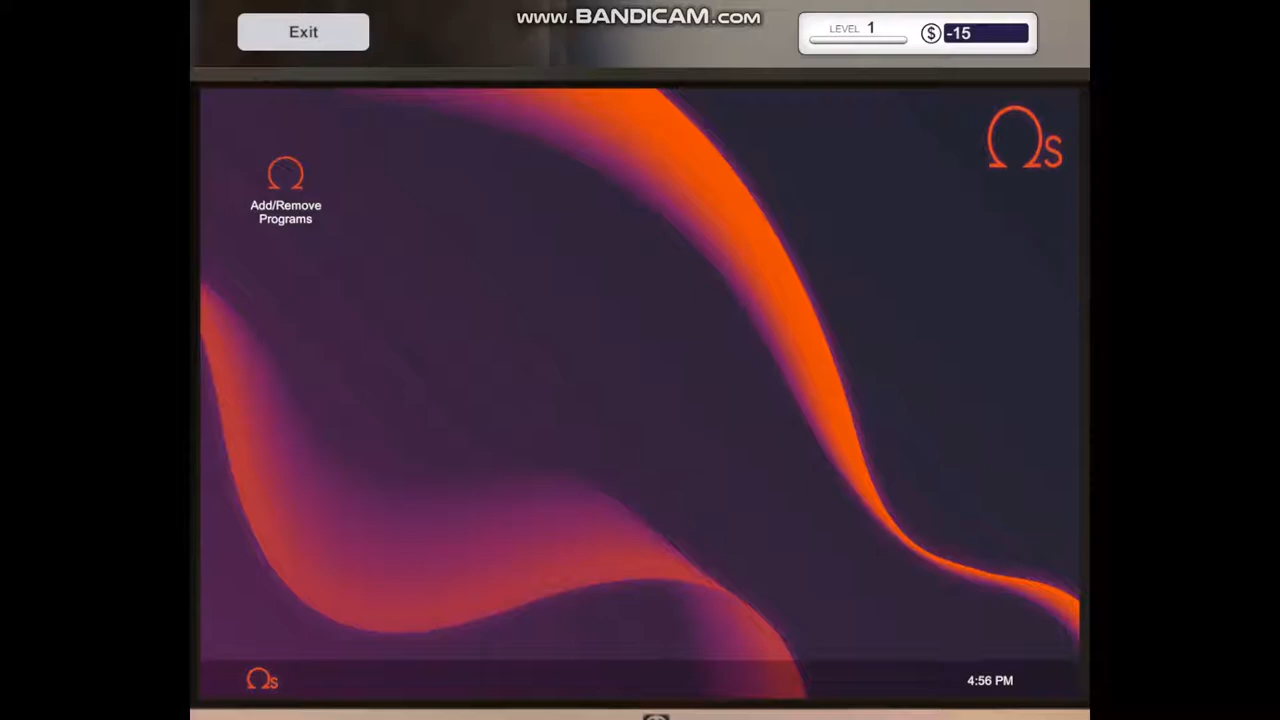 Exit
www.BANDICAM.com
LEVEL 1
$ -15
Ωs
Add/Remove
Programs
Ωs
4:56 PM